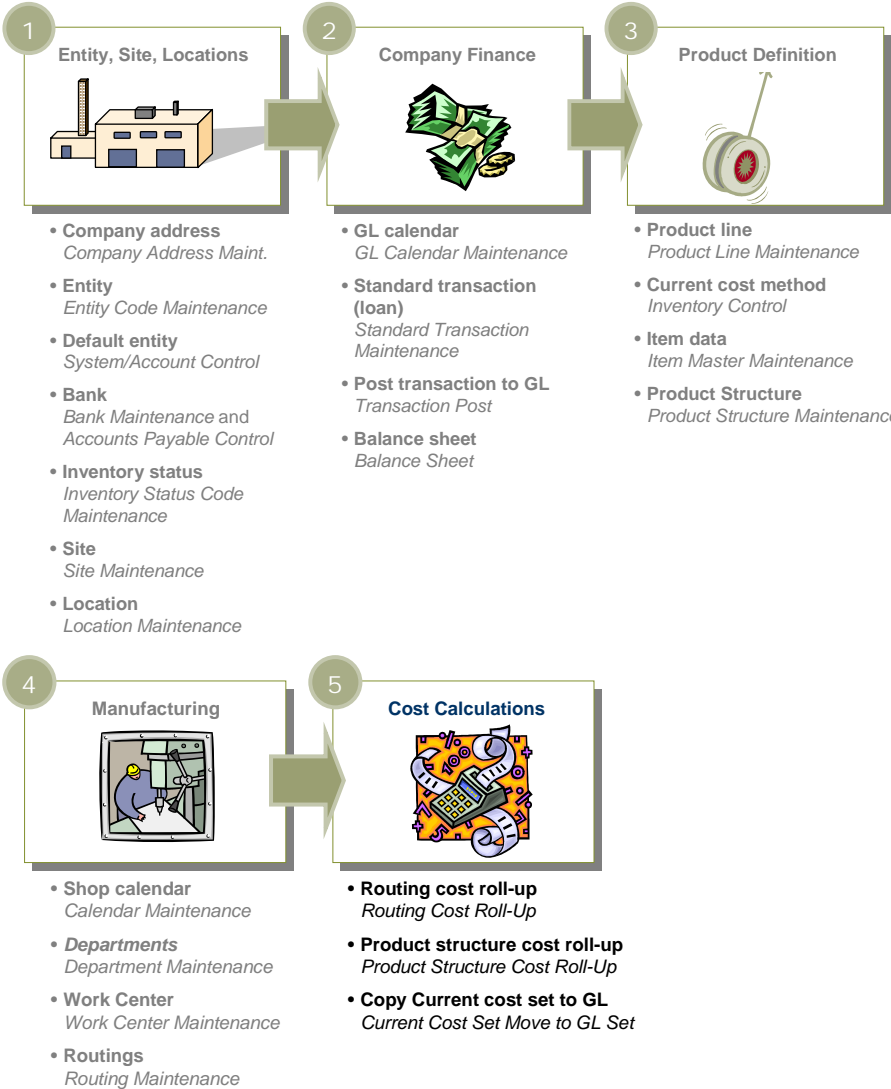 1
Entity, Site, Locations
• Company address
Company Address Maint.
• Entity
Entity Code Maintenance
• Default entity
System/Account Control
• Bank
Bank Maintenance and
Accounts Payable Control
• Inventory status
Inventory Status Code
Maintenance
• Site
Site Maintenance
• Location
Location Maintenance
2
Company Finance
• GL calendar
GL Calendar Maintenance
• Standard transaction
(loan)
Standard Transaction
Maintenance
• Post transaction to GL
Transaction Post
• Balance sheet
Balance Sheet
3
Product Definition
• Product line
Product Line Maintenance
• Current cost method
Inventory Control
• Item data
Item Master Maintenance
• Product Structure
Product Structure Maintenance
4
Manufacturing
• Shop calendar
Calendar Maintenance
• Departments
Department Maintenance
• Work Center
Work Center Maintenance
• Routings
Routing Maintenance
5
Cost Calculations
• Routing cost roll-up
Routing Cost Roll-Up
• Product structure cost roll-up
Product Structure Cost Roll-Up
• Copy Current cost set to GL
Current Cost Set Move to GL Set